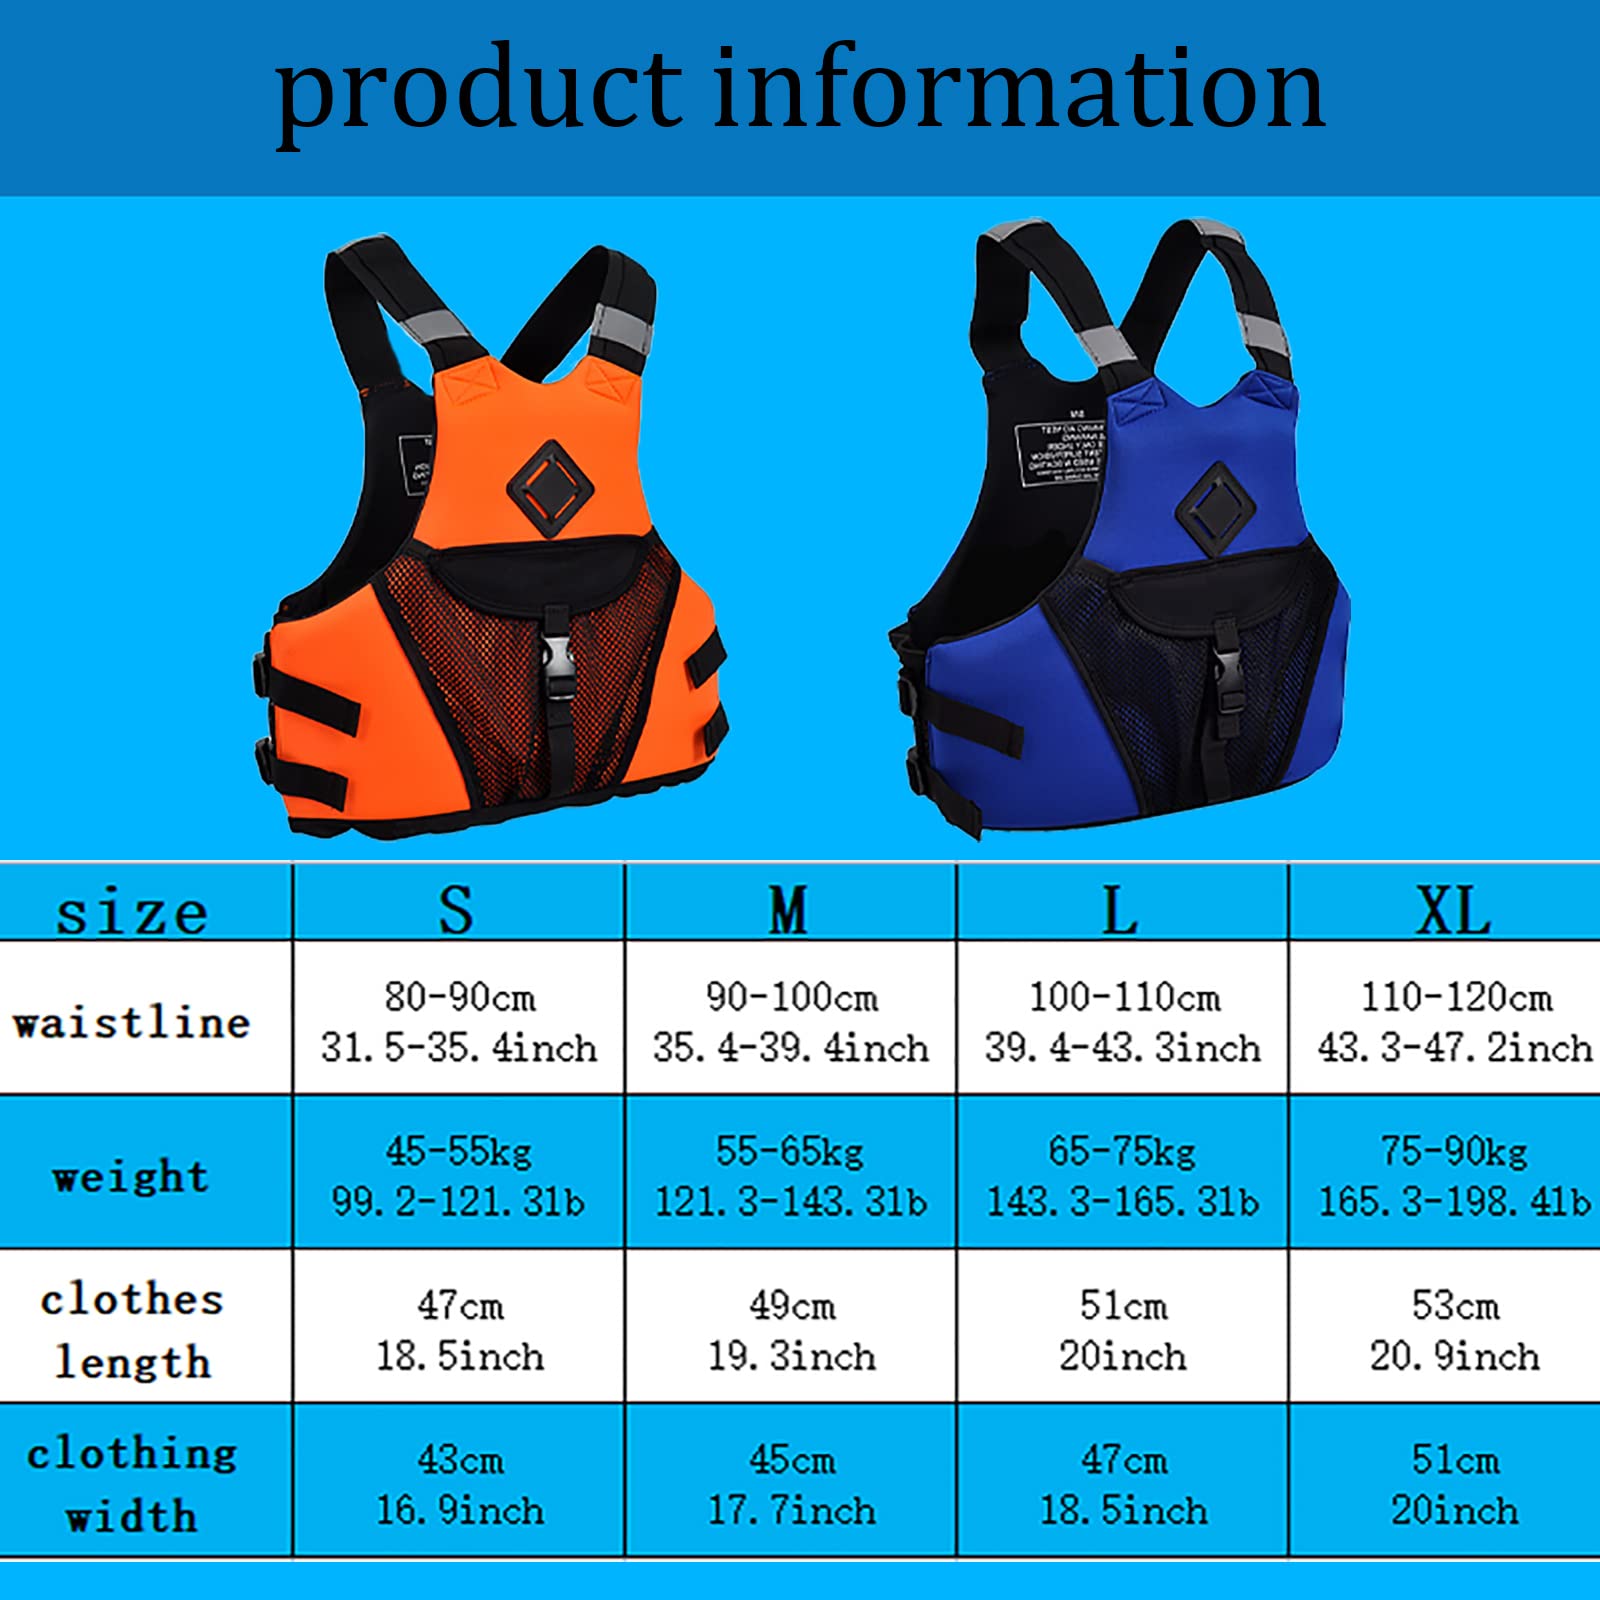 product information
size S M L XL
waistline
80-90cm 90-100cm 100-110cm 110-120cm
31.5-35.4inch 35.4-39.4inch 39.4-43.3inch 43.3-47.2inch
weight
45-55kg 55-65kg 65-75kg 75-90kg
99.2-121.3lb 121.3-143.3lb 143.3-165.3lb 165.3-198.4lb
clothes length
47cm 49cm 51cm 53cm
18.5inch 19.3inch 20inch 20.9inch
clothing width
43cm 45cm 47cm 51cm
16.9inch 17.7inch 18.5inch 20inch